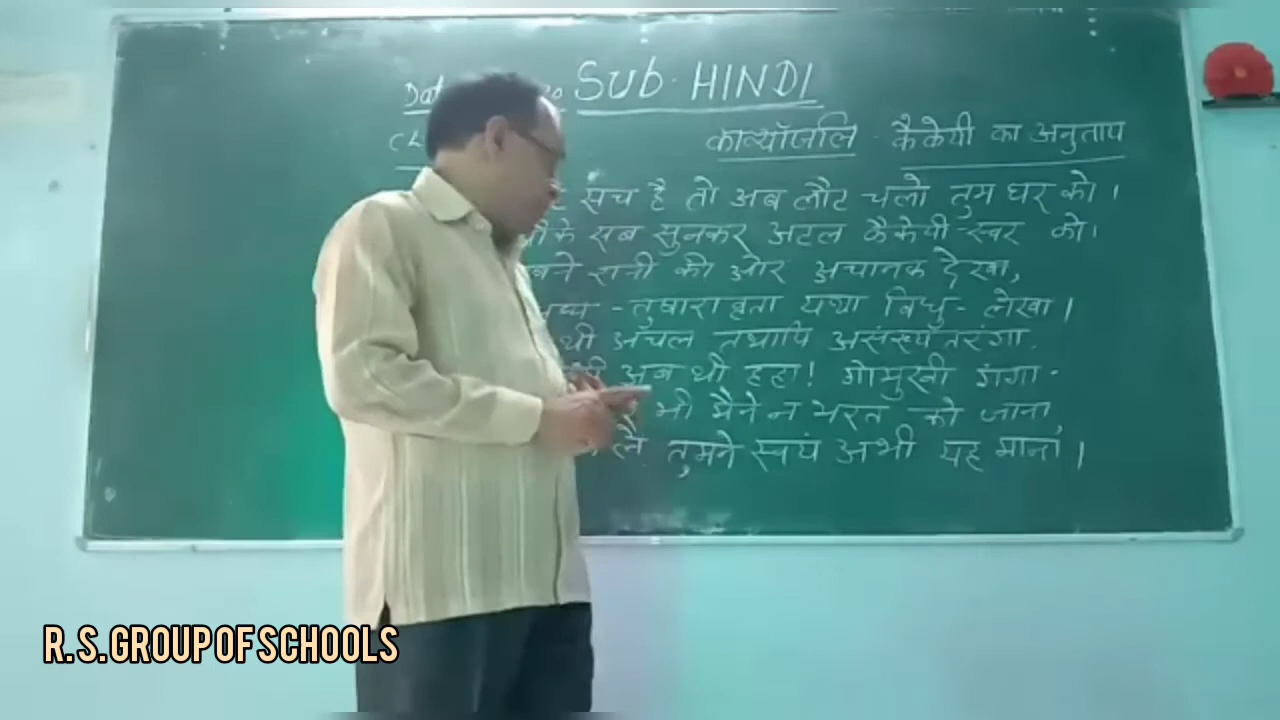 Sub. HINDI
काव्यॉजलि - कैकेयी का अनुताप
सच है तो अब लौट चलो तुम घर को।
सब सुनकर अटल कैकेयी-स्वर को।
रानी की ओर अचानक देखा,
-तुषारावृता यथा विधु- लेखा।
थी अचल तथापि असंख्य तरंगा.
अब थी हहा! गोमुखी गंगा-
भी मैने न भरत को जाना,
लें तुमने स्वयं अभी यह माना।
R. S. GROUP OF SCHOOLS